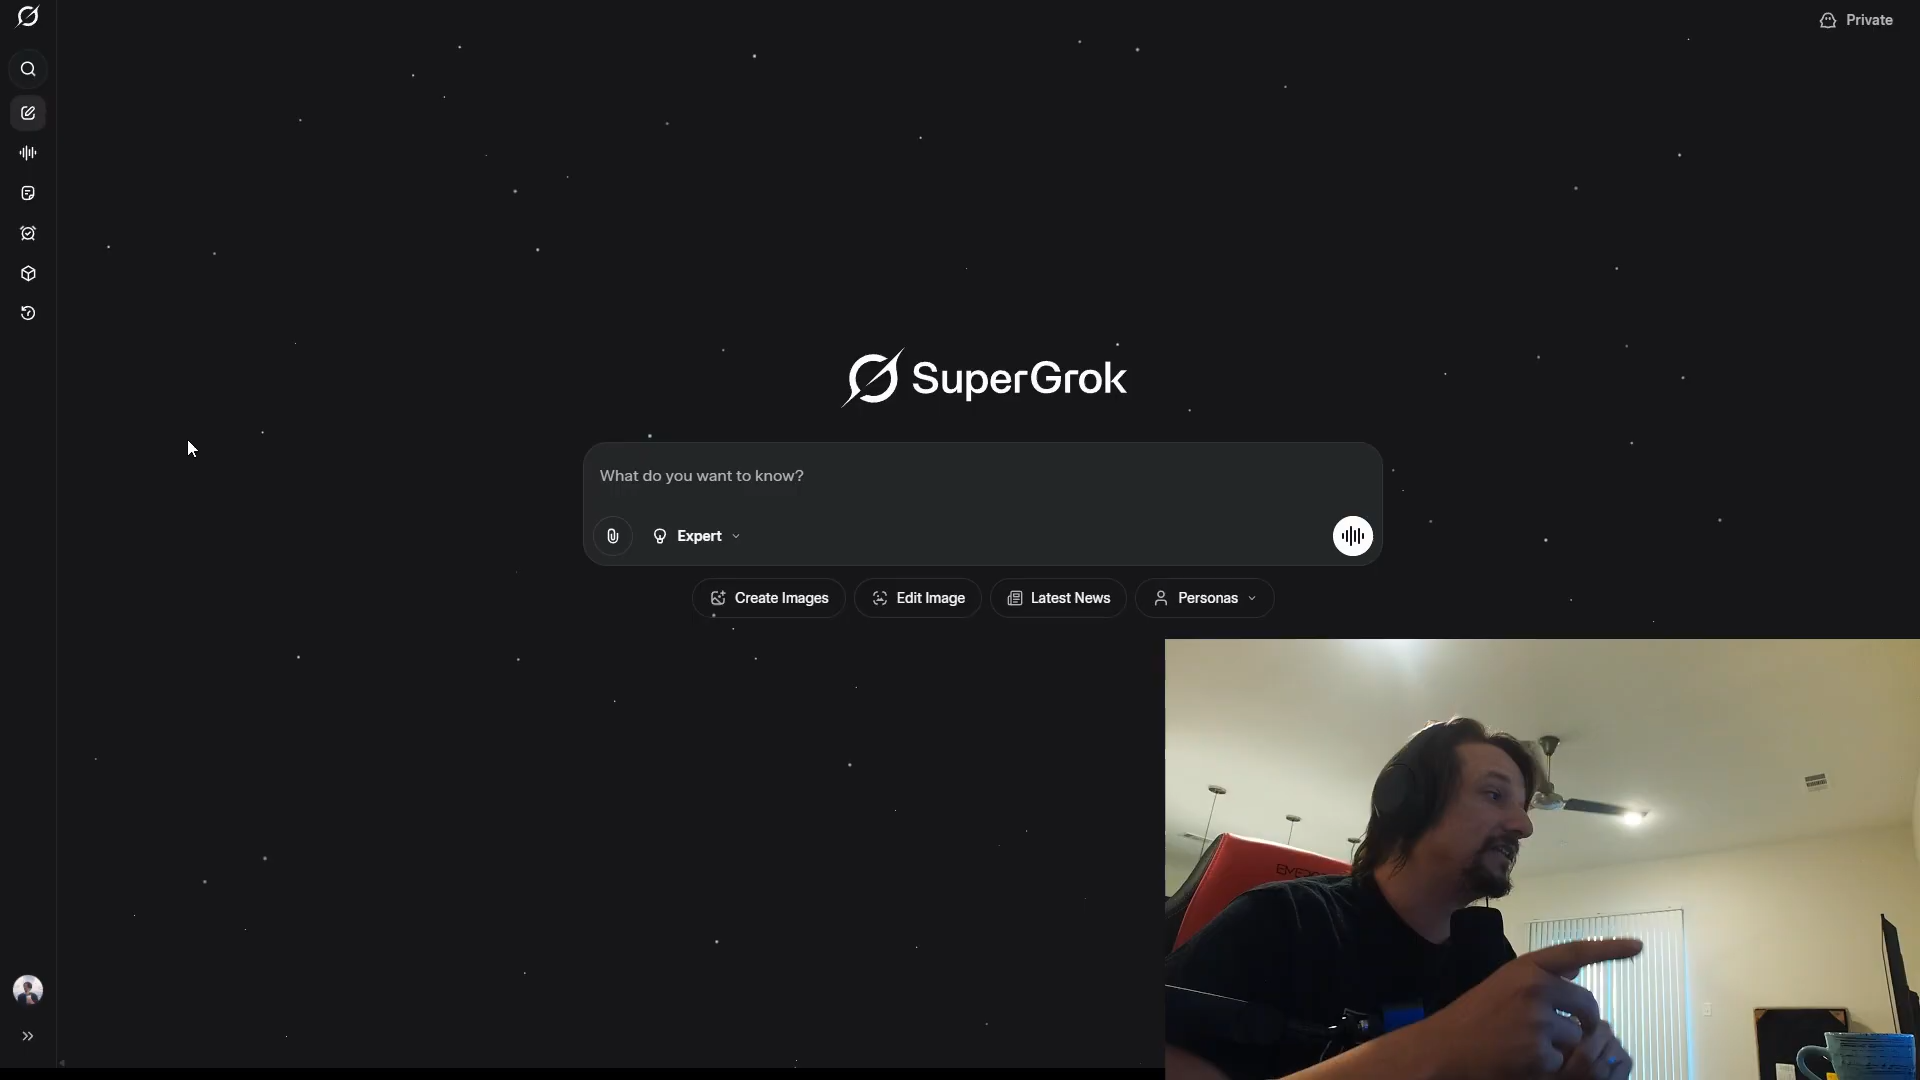 Private
SuperGrok
What do you want to know?
Expert
Create Images
Edit Image
Latest News
Personas